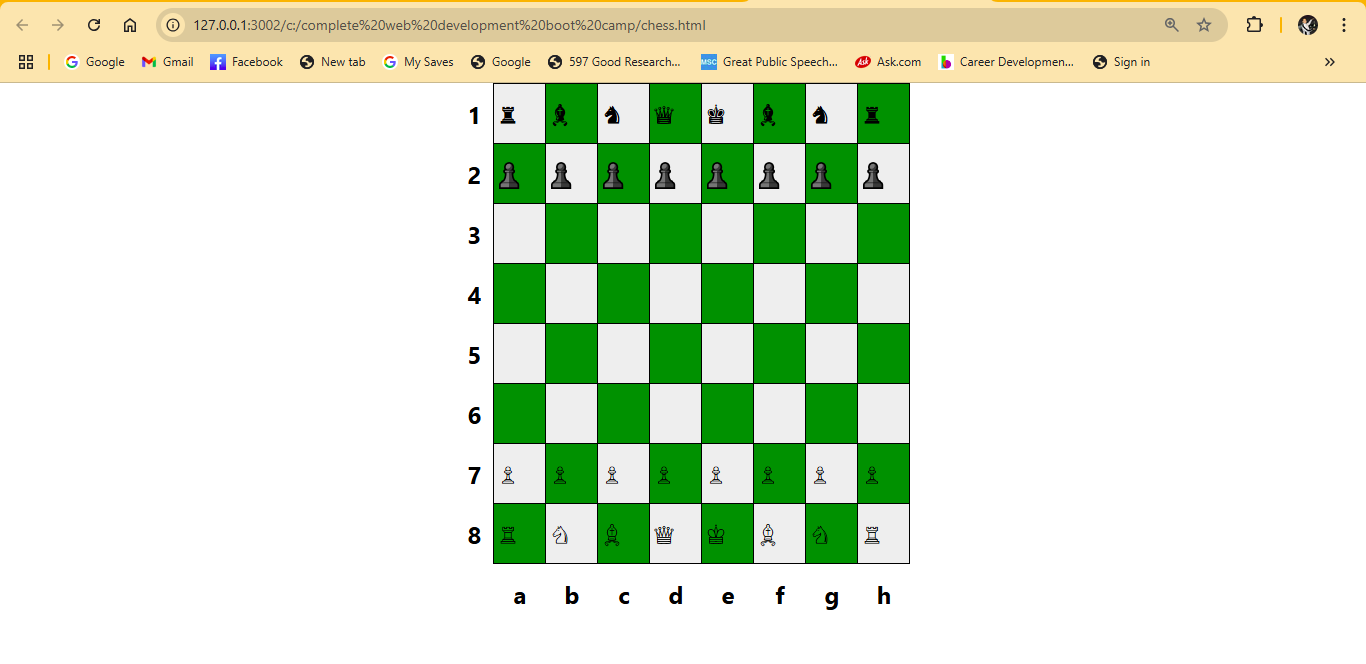 127.0.0.1:3002/c:/complete%20web%20development%20boot%20camp/chess.html
Google Gmail Facebook New tab My Saves Google 597 Good Research... MSC Great Public Speech... Ask Ask.com b Career Developmen... Sign in »
1
2
3
4
5
6
7
8
a b c d e f g h